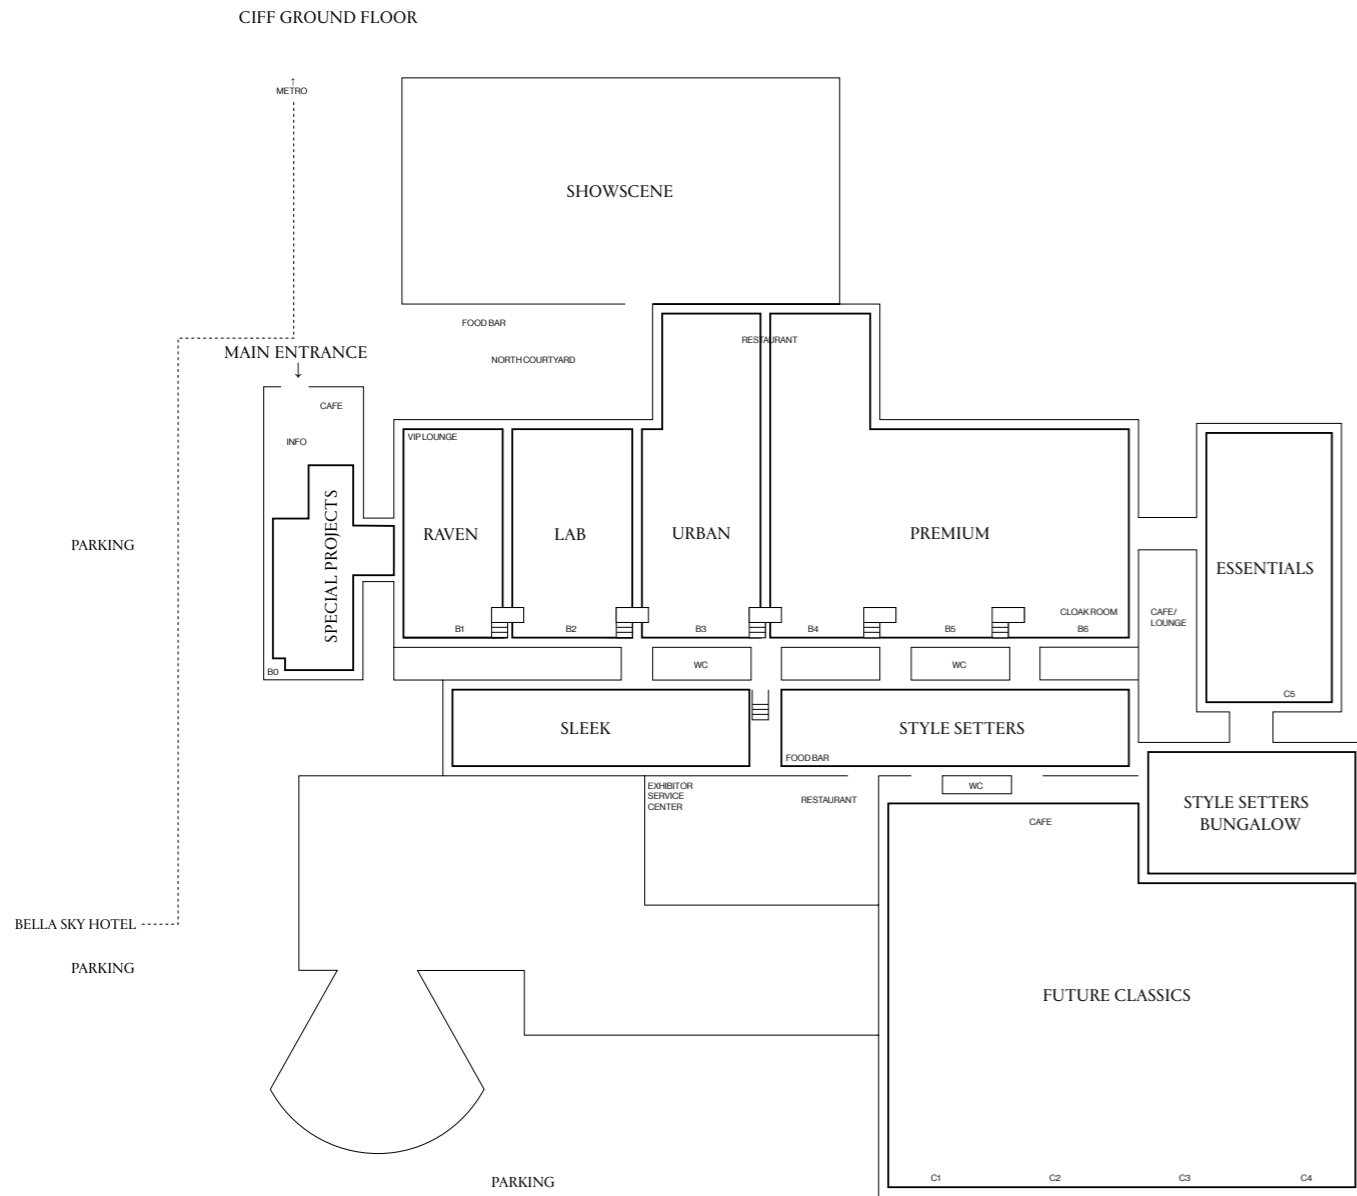 CIFF GROUND FLOOR
↑
METRO
SHOWSCENE
FOOD BAR
RESTAURANT
MAIN ENTRANCE
↓
NORTH COURTYARD
CAFE
INFO
VIP LOUNGE
SPECIAL PROJECTS
RAVEN
LAB
URBAN
PREMIUM
PARKING
ESSENTIALS
CLOAK ROOM
CAFE/
LOUNGE
B1
B2
B3
B4
B5
B6
WC
WC
B0
C5
SLEEK
STYLE SETTERS
FOOD BAR
EXHIBITOR
SERVICE
CENTER
RESTAURANT
WC
STYLE SETTERS
BUNGALOW
CAFE
BELLA SKY HOTEL
PARKING
FUTURE CLASSICS
C1
C2
C3
C4
PARKING